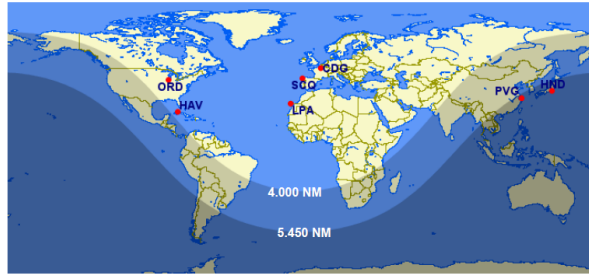 CDG
ORD
SCQ
HND
PVG
HAV
LPA
4.000 NM
5.450 NM